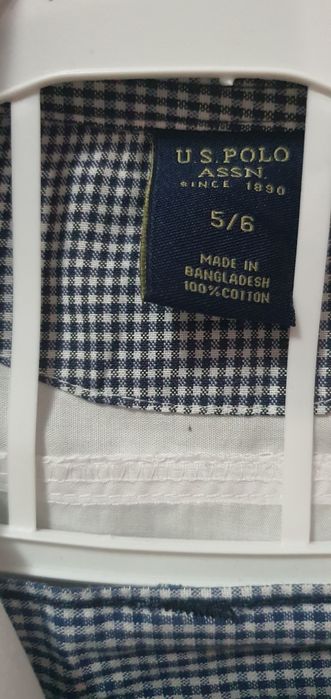 U.S. POLO
ASSN.
SINCE 1890
5/6
MADE IN
BANGLADESH
100% COTTON